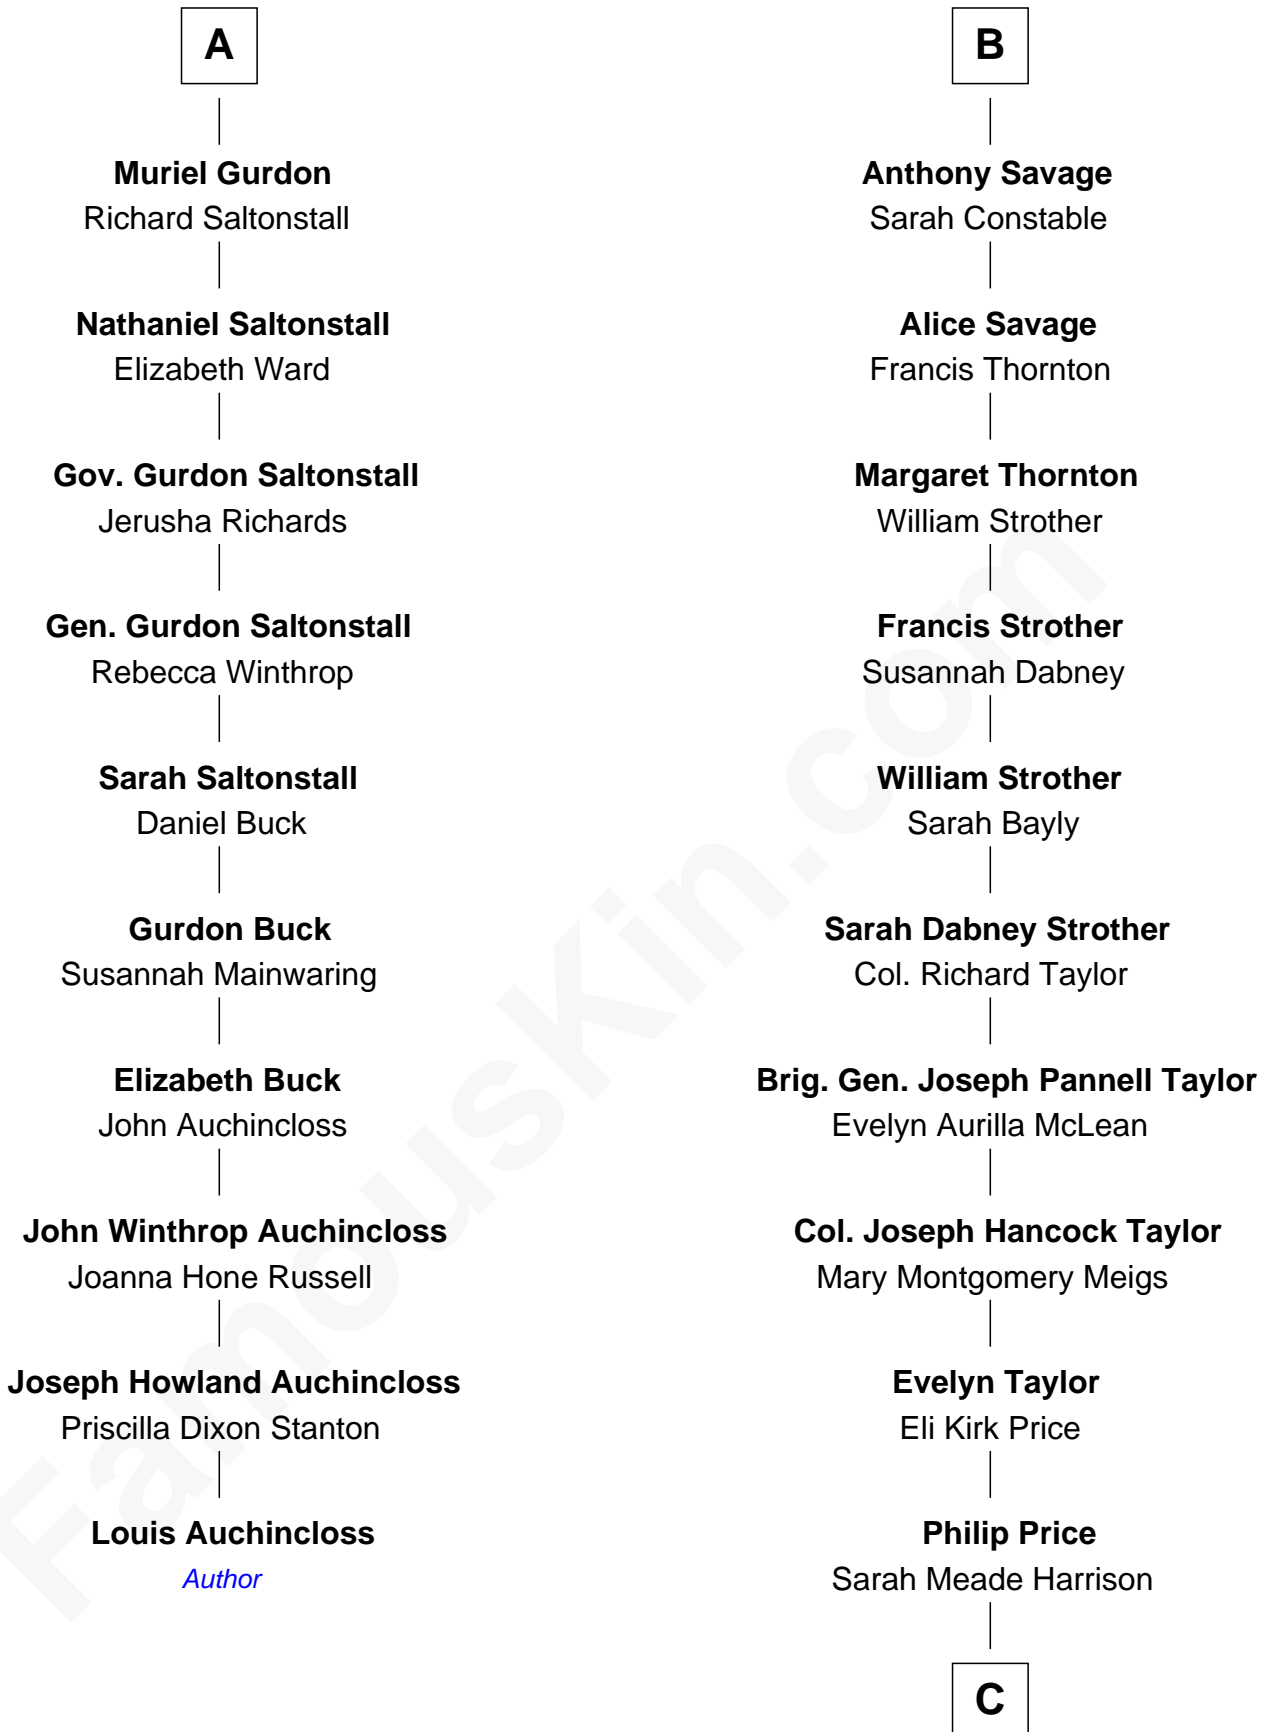 A
Muriel Gurdon
Richard Saltonstall
Nathaniel Saltonstall
Elizabeth Ward
Gov. Gurdon Saltonstall
Jerusha Richards
Gen. Gurdon Saltonstall
Rebecca Winthrop
Sarah Saltonstall
Daniel Buck
Gurdon Buck
Susannah Mainwaring
Elizabeth Buck
John Auchincloss
John Winthrop Auchincloss
Joanna Hone Russell
Joseph Howland Auchincloss
Priscilla Dixon Stanton
Louis Auchincloss
Author
B
Anthony Savage
Sarah Constable
Alice Savage
Francis Thornton
Margaret Thornton
William Strother
Francis Strother
Susannah Dabney
William Strother
Sarah Bayly
Sarah Dabney Strother
Col. Richard Taylor
Brig. Gen. Joseph Pannell Taylor
Evelyn Aurilla McLean
Col. Joseph Hancock Taylor
Mary Montgomery Meigs
Evelyn Taylor
Eli Kirk Price
Philip Price
Sarah Meade Harrison
C
FamousKin.com